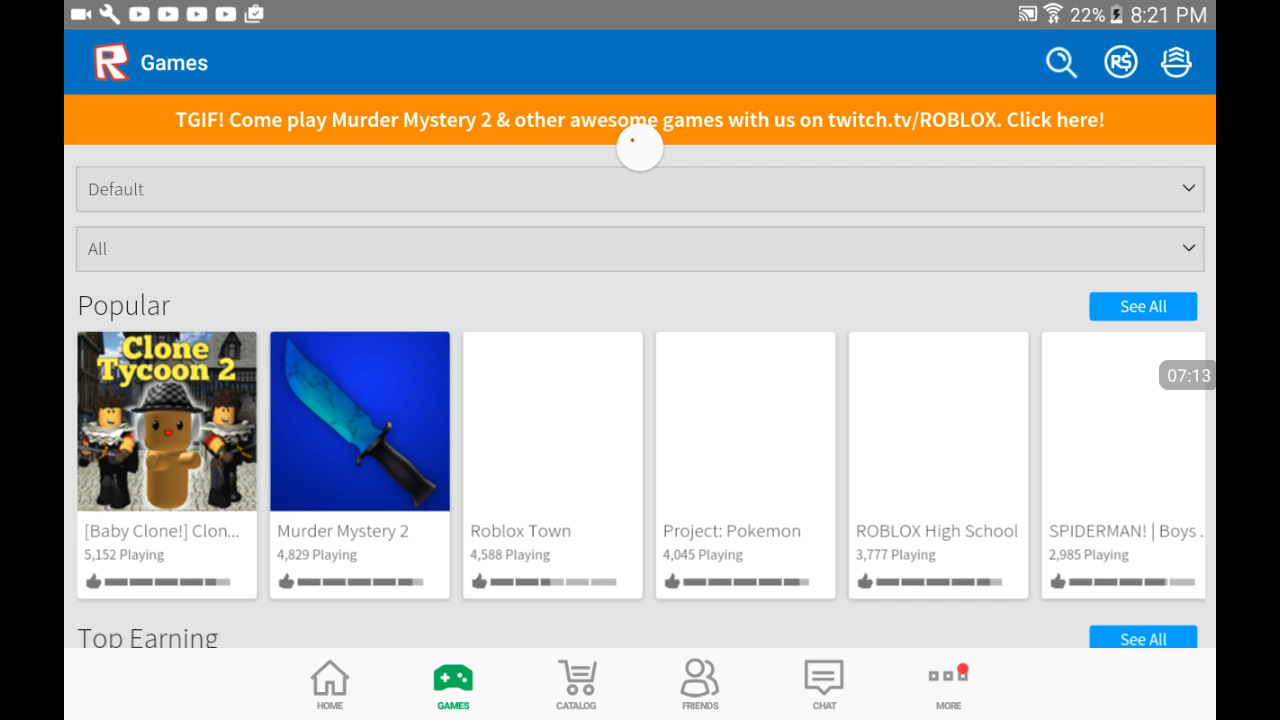 22% 8:21 PM
R Games R$
TGIF! Come play Murder Mystery 2 & other awesome games with us on twitch.tv/ROBLOX. Click here!
Default
All
Popular See All
Clone
Tycoon 2
07:13
[Baby Clone!] Clon... Murder Mystery 2 Roblox Town Project: Pokemon ROBLOX High School SPIDERMAN! | Boys .
5,152 Playing 4,829 Playing 4,588 Playing 4,045 Playing 3,777 Playing 2,985 Playing
Top Earning See All
HOME GAMES CATALOG FRIENDS CHAT MORE